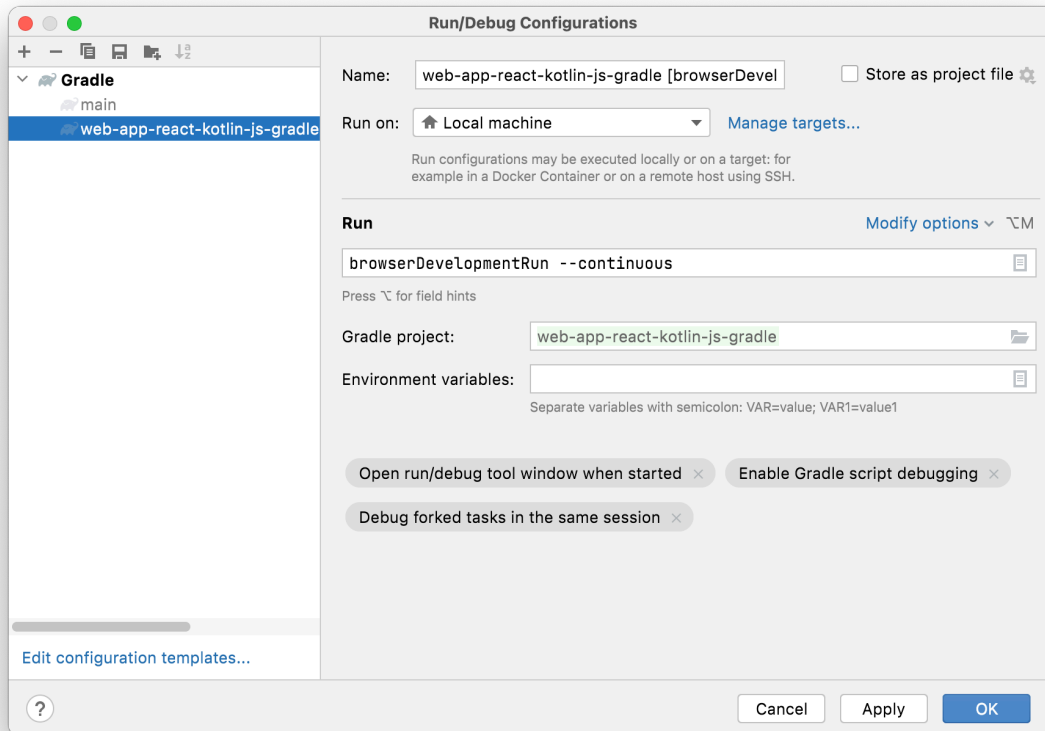 Run/Debug Configurations
Gradle
main
web-app-react-kotlin-js-gradle
Edit configuration templates...
Name: web-app-react-kotlin-js-gradle [browserDevel
Store as project file
Run on: Local machine
Manage targets...
Run configurations may be executed locally or on a target: for
example in a Docker Container or on a remote host using SSH.
Run
Modify options ⌥M
browserDevelopmentRun --continuous
Press ⌥ for field hints
Gradle project: web-app-react-kotlin-js-gradle
Environment variables:
Separate variables with semicolon: VAR=value; VAR1=value1
Open run/debug tool window when started ×
Enable Gradle script debugging ×
Debug forked tasks in the same session ×
?
Cancel
Apply
OK